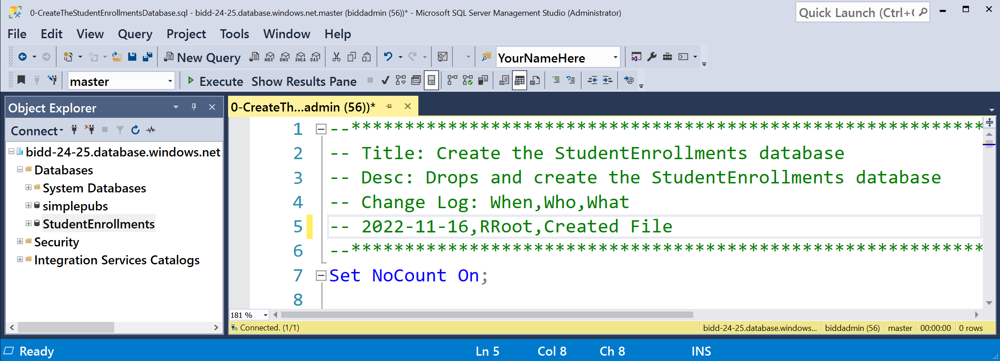 0-CreateTheStudentEnrollmentsDatabase.sql - bidd-24-25.database.windows.net.master (biddadmin (56))* - Microsoft SQL Server Management Studio (Administrator)
Quick Launch (Ctrl+
File Edit View Query Project Tools Window Help
New Query MDX DMX XMLA DAX YourNameHere
master Execute Show Results Pane
Object Explorer
Connect
bidd-24-25.database.windows.net
Databases
System Databases
simplepubs
StudentEnrollments
Security
Integration Services Catalogs
0-CreateTh...admin (56))*
1 --*************************************************************
2 -- Title: Create the StudentEnrollments database
3 -- Desc: Drops and create the StudentEnrollments database
4 -- Change Log: When,Who,What
5 -- 2022-11-16,RRoot,Created File
6 --*************************************************************
7 Set NoCount On;
8
181 %
Connected. (1/1) bidd-24-25.database.windows... biddadmin (56) master 00:00:00 0 rows
Ready Ln 5 Col 8 Ch 8 INS